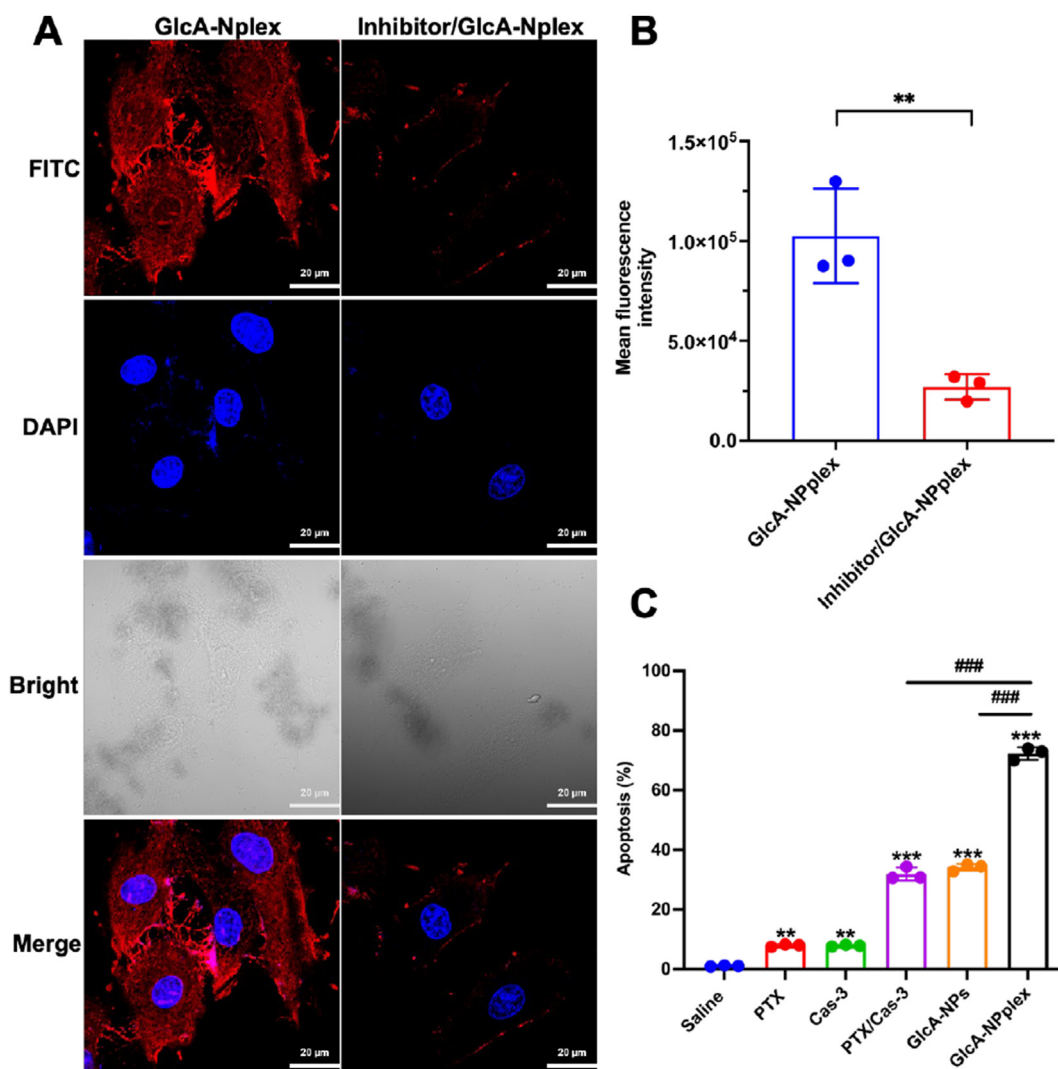 A
GlcA-Nplex
Inhibitor/GlcA-Nplex
FITC
20 µm
20 µm
DAPI
20 µm
20 µm
Bright
20 µm
20 µm
Merge
20 µm
20 µm
B
**
1.5×10⁵
1.0×10⁵
5.0×10⁴
0.0
Mean fluorescence
intensity
GlcA-NPplex
Inhibitor/GlcA-NPplex
C
###
###
***
***
***
**
**
100
80
60
40
20
0
Apoptosis (%)
Saline
PTX
Cas-3
PTX/Cas-3
GlcA-NPs
GlcA-NPplex